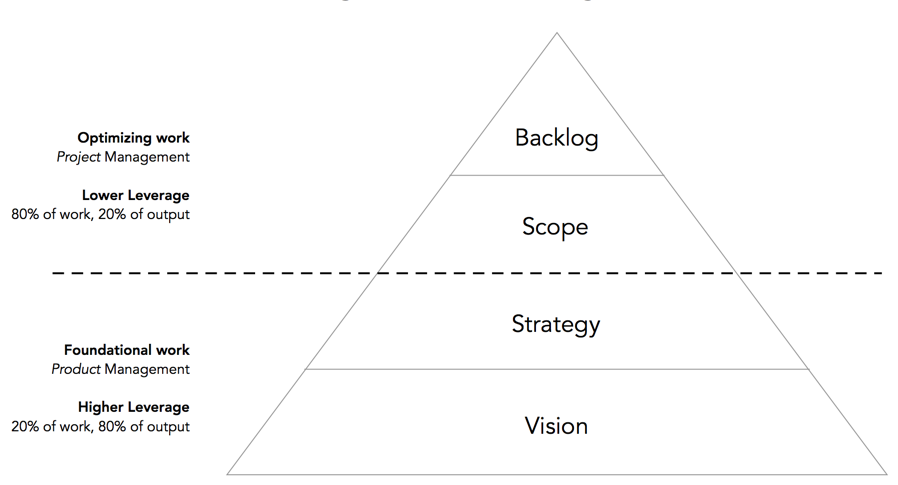 Optimizing work
Project Management
Lower Leverage
80% of work, 20% of output
Foundational work
Product Management
Higher Leverage
20% of work, 80% of output
Backlog
Scope
Strategy
Vision